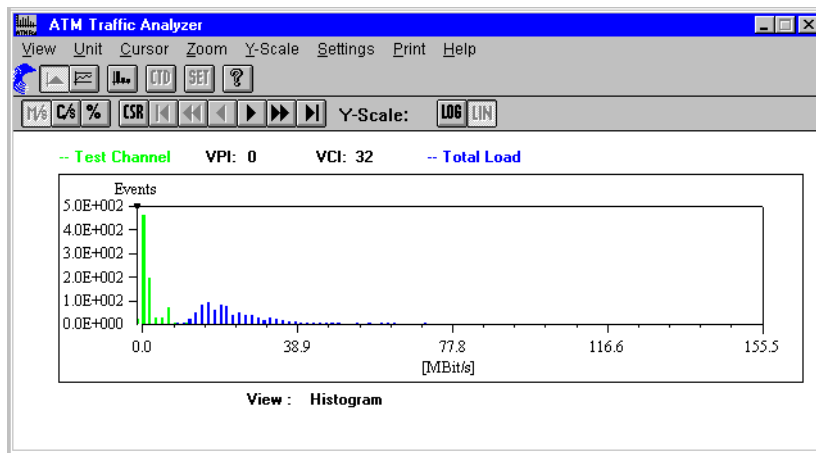 ATM Traffic Analyzer
View Unit Cursor Zoom Y-Scale Settings Print Help
CTD SET ?
M/s C/s % CSR Y-Scale: LOG LIN
-- Test Channel VPI: 0 VCI: 32 -- Total Load
Events
5.0E+002
4.0E+002
3.0E+002
2.0E+002
1.0E+002
0.0E+000
0.0 38.9 77.8 116.6 155.5
[MBit/s]
View : Histogram